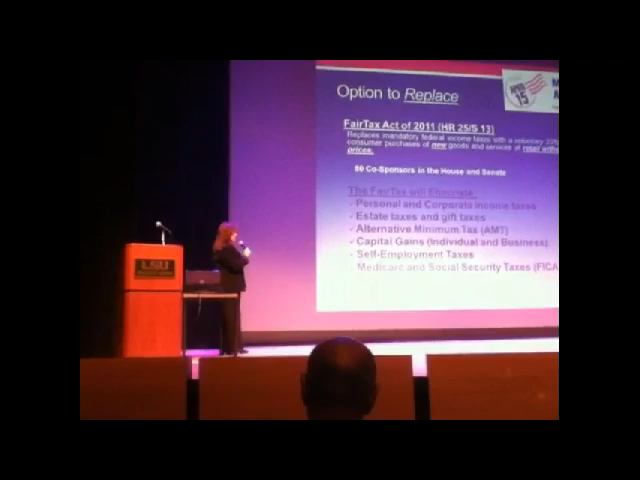 Option to Replace
APRIL
15
FairTax Act of 2011 (HR 25/S 13)
Replaces mandatory federal income taxes with a voluntary
consumer purchases of new goods and services at retail
prices.
60 Co-Sponsors in the House and Senate
The FairTax will Eliminate:
✓Personal and Corporate income taxes
✓Estate taxes and gift taxes
✓Alternative Minimum Tax (AMT)
✓Capital Gains (Individual and Business)
✓Self-Employment Taxes
Medicare and Social Security Taxes (FICA
LSU